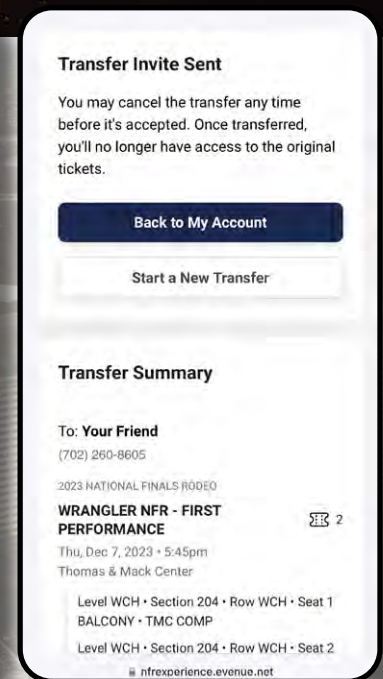 Transfer Invite Sent
You may cancel the transfer any time
before it's accepted. Once transferred,
you'll no longer have access to the original
tickets.
Back to My Account
Start a New Transfer
Transfer Summary
To: Your Friend
(702) 260-8605
2023 NATIONAL FINALS RODEO
WRANGLER NFR - FIRST
PERFORMANCE
2
Thu, Dec 7, 2023 • 5:45pm
Thomas & Mack Center
Level WCH • Section 204 • Row WCH • Seat 1
BALCONY • TMC COMP
Level WCH • Section 204 • Row WCH • Seat 2
nfrexperience.evenue.net